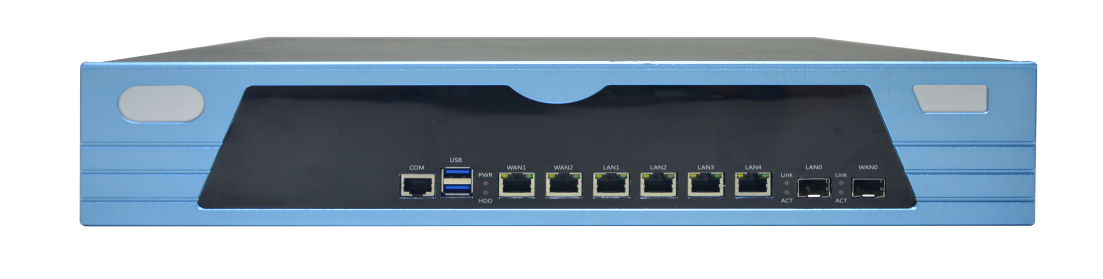 COM
USB
PWR
HDD
WAN1
WAN2
LAN1
LAN2
LAN3
LAN4
Link
ACT
LAN0
Link
ACT
WAN0